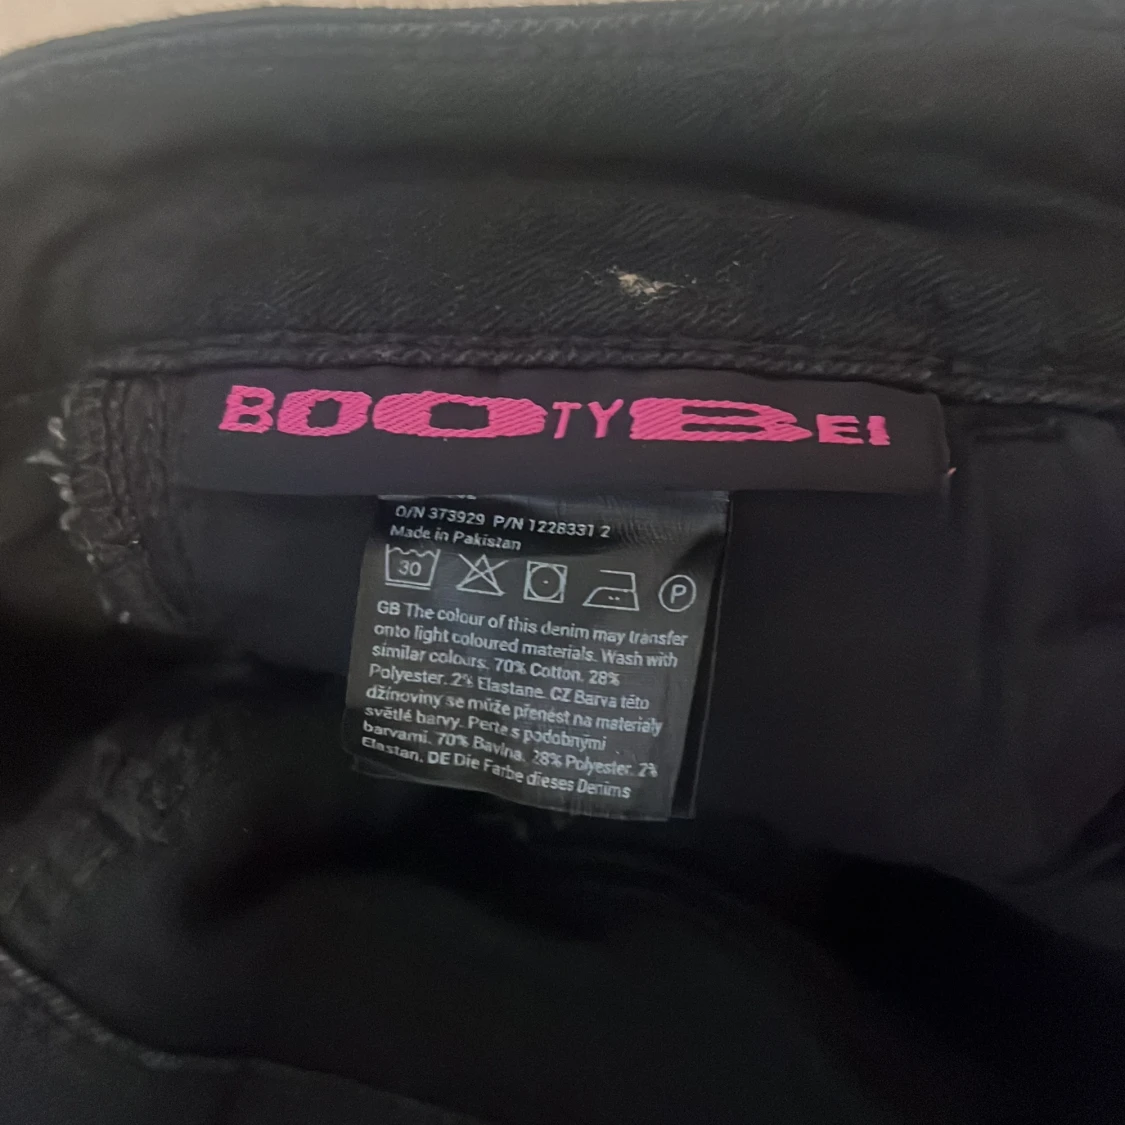 BOOTYBEI
O/N 373929 P/N 1228331 2
Made in Pakistan
30
P
GB The colour of this denim may transfer
onto light coloured materials. Wash with
similar colours. 70% Cotton, 28%
Polyester. 2% Elastane. CZ Barva této
džínoviny se může přenést na materiály
světlé barvy. Perte s podobnými
barvami. 70% Bavlna, 28% Polyester. 2%
Elastan. DE Die Farbe dieses Denims